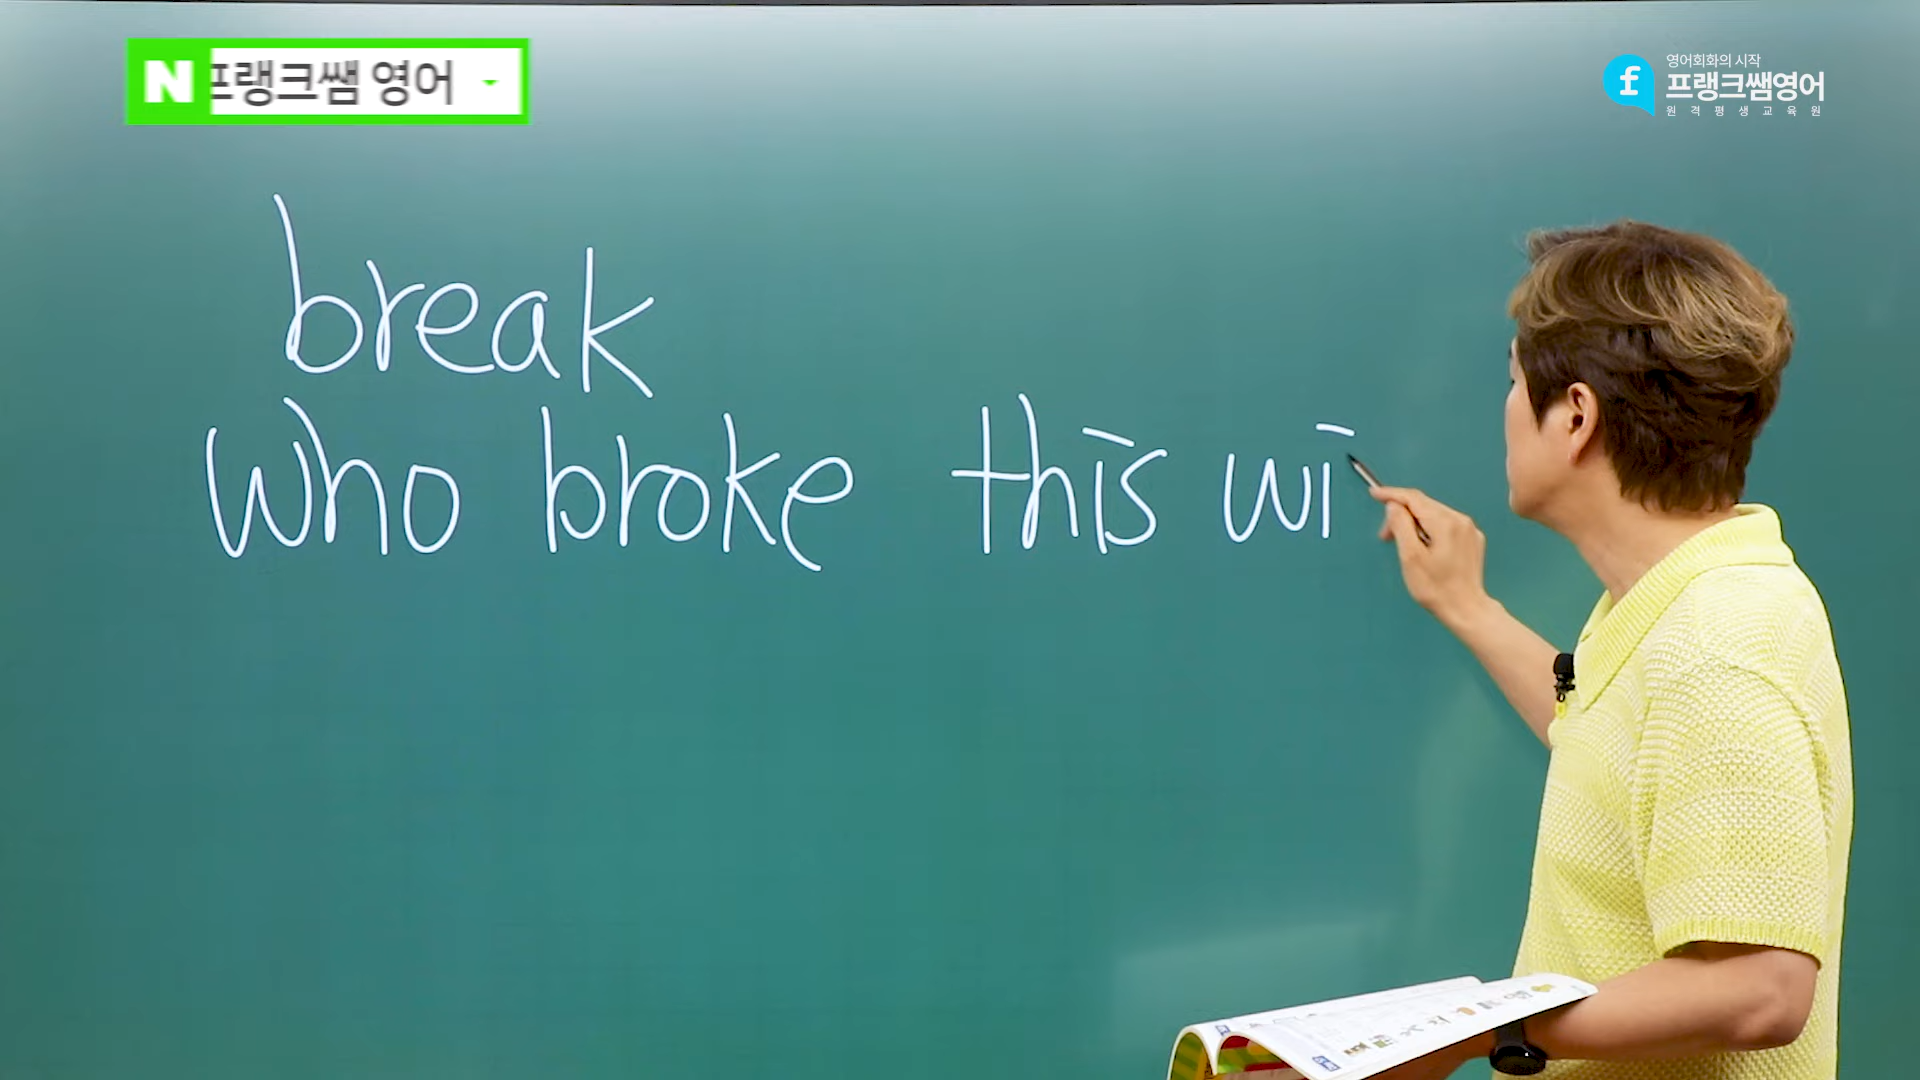 N 프랭크쌤 영어
영어회화의 시작
프랭크쌤영어
원격평생교육원
break
who broke this wi